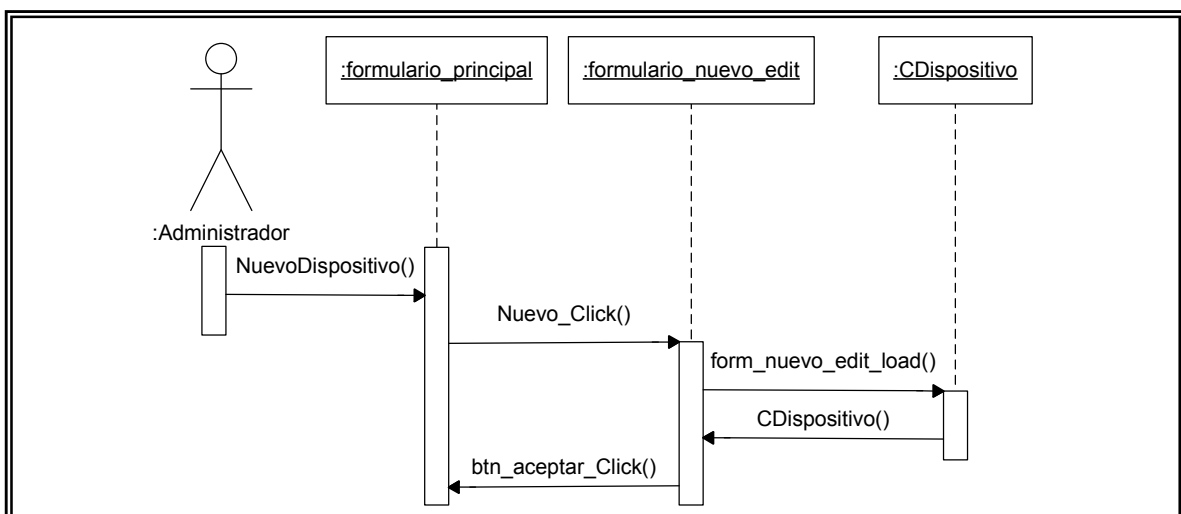 :formulario_principal
:formulario_nuevo_edit
:CDispositivo
:Administrador
NuevoDispositivo()
Nuevo_Click()
form_nuevo_edit_load()
CDispositivo()
btn_aceptar_Click()